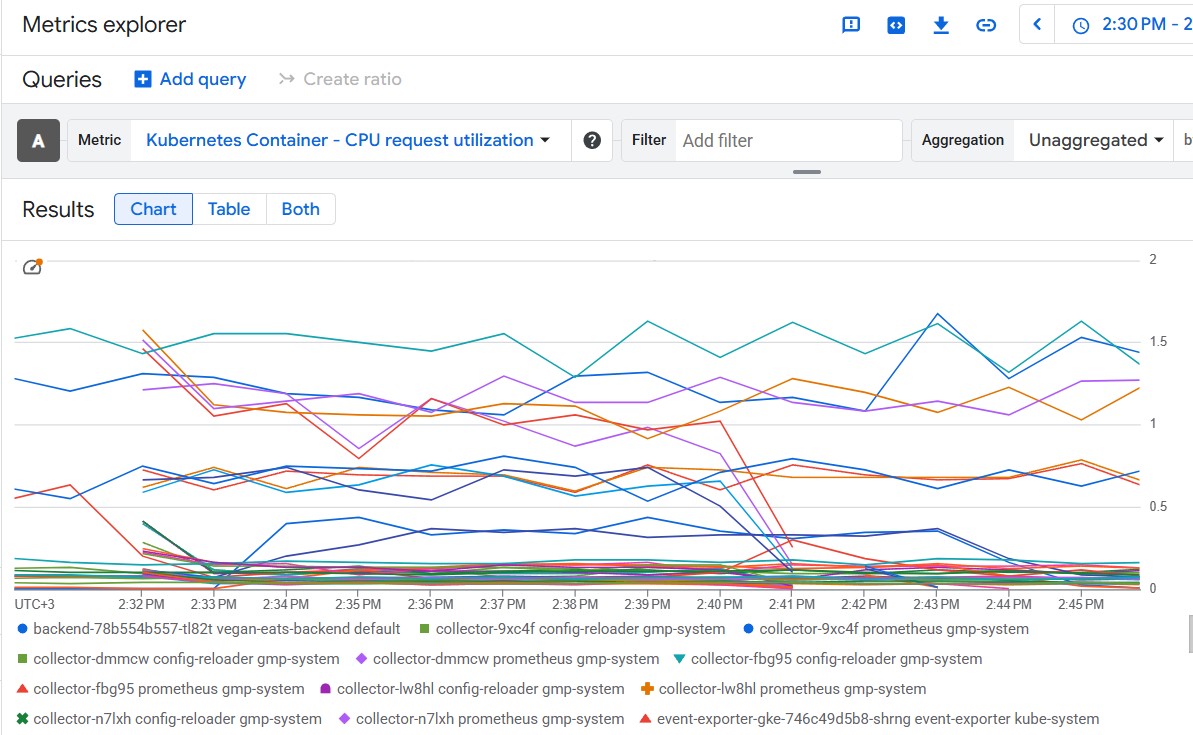 Metrics explorer
2:30 PM - 2
Queries Add query Create ratio
A Metric Kubernetes Container - CPU request utilization ? Filter Add filter Aggregation Unaggregated b
Results Chart Table Both
2
1.5
1
0.5
0
UTC+3 2:32 PM 2:33 PM 2:34 PM 2:35 PM 2:36 PM 2:37 PM 2:38 PM 2:39 PM 2:40 PM 2:41 PM 2:42 PM 2:43 PM 2:44 PM 2:45 PM
backend-78b554b557-tl82t vegan-eats-backend default collector-9xc4f config-reloader gmp-system collector-9xc4f prometheus gmp-system
collector-dmmcw config-reloader gmp-system collector-dmmcw prometheus gmp-system collector-fbg95 config-reloader gmp-system
collector-fbg95 prometheus gmp-system collector-lw8hl config-reloader gmp-system collector-lw8hl prometheus gmp-system
collector-n7lxh config-reloader gmp-system collector-n7lxh prometheus gmp-system event-exporter-gke-746c49d5b8-shrng event-exporter kube-system